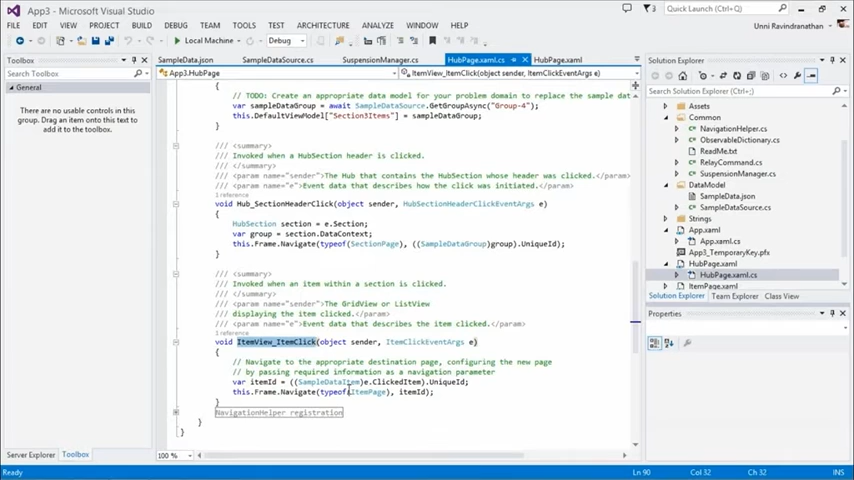 App3 - Microsoft Visual Studio
3
Quick Launch (Ctrl+Q)
FILE EDIT VIEW PROJECT BUILD DEBUG TEAM TOOLS TEST ARCHITECTURE ANALYZE WINDOW HELP
Unni Ravindranathan
Local Machine Debug
Toolbox
SampleData.json SampleDataSource.cs SuspensionManager.cs HubPage.xaml.cs HubPage.xaml
Solution Explorer
Search Toolbox
App3.HubPage
ItemView_ItemClick(object sender, ItemClickEventArgs e)
General
There are no usable controls in this
group. Drag an item onto this text to
add it to the toolbox.
{
// TODO: Create an appropriate data model for your problem domain to replace the sample dat
var sampleDataGroup = await SampleDataSource.GetGroupAsync("Group-4");
this.DefaultViewModel["Section3Items"] = sampleDataGroup;
}
/// <summary>
/// Invoked when a HubSection header is clicked.
/// </summary>
/// <param name="sender">The Hub that contains the HubSection whose header was clicked.</param>
/// <param name="e">Event data that describes how the click was initiated.</param>
1 reference
void Hub_SectionHeaderClick(object sender, HubSectionHeaderClickEventArgs e)
{
HubSection section = e.Section;
var group = section.DataContext;
this.Frame.Navigate(typeof(SectionPage), ((SampleDataGroup)group).UniqueId);
}
/// <summary>
/// Invoked when an item within a section is clicked.
/// </summary>
/// <param name="sender">The GridView or ListView
/// displaying the item clicked.</param>
/// <param name="e">Event data that describes the item clicked.</param>
1 reference
void ItemView_ItemClick(object sender, ItemClickEventArgs e)
{
// Navigate to the appropriate destination page, configuring the new page
// by passing required information as a navigation parameter
var itemId = ((SampleDataItem)e.ClickedItem).UniqueId;
this.Frame.Navigate(typeof(ItemPage), itemId);
}
NavigationHelper registration
}
}
100 %
Search Solution Explorer (Ctrl+;)
Assets
Common
NavigationHelper.cs
ObservableDictionary.cs
ReadMe.txt
RelayCommand.cs
SuspensionManager.cs
DataModel
SampleData.json
SampleDataSource.cs
Strings
App.xaml
App.xaml.cs
App3_TemporaryKey.pfx
HubPage.xaml
HubPage.xaml.cs
ItemPage.xaml
Solution Explorer Team Explorer Class View
Properties
Server Explorer Toolbox
Ready
Ln 90 Col 32 Ch 32